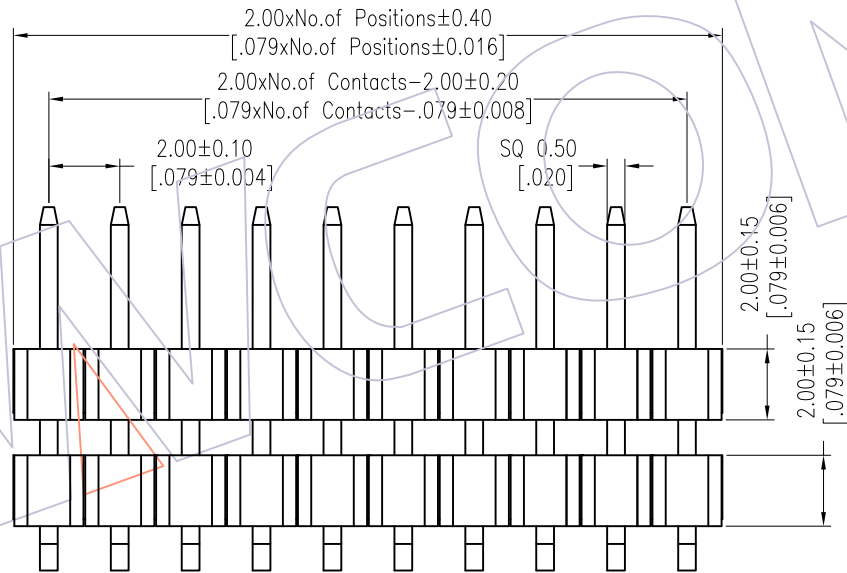 2.00xNo.of Positions±0.40
[.079xNo.of Positions±0.016]
2.00xNo.of Contacts-2.00±0.20
[.079xNo.of Contacts-.079±0.008]
2.00±0.10
[.079±0.004]
SQ 0.50
[.020]
2.00±0.15
[.079±0.006]
2.00±0.15
[.079±0.006]
WCON